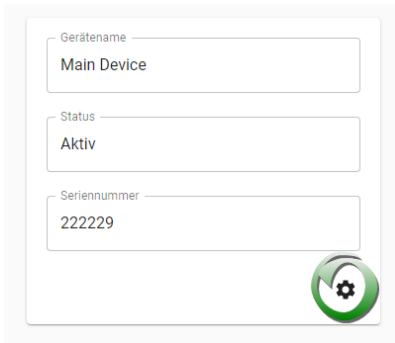 Gerätename
Main Device
Status
Aktiv
Seriennummer
222229